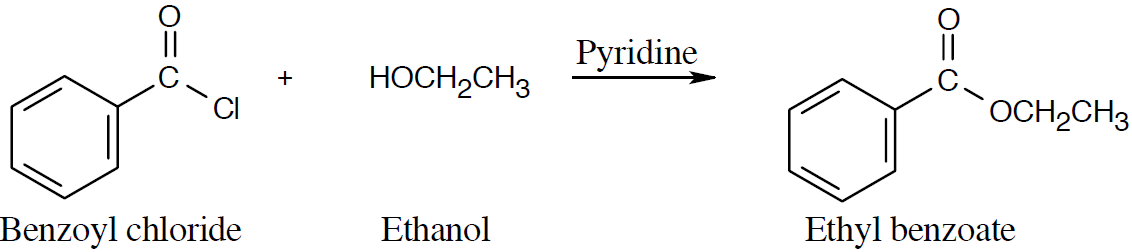 O
C
Cl
+
HOCH2CH3
Pyridine
O
C
OCH2CH3
Benzoyl chloride
Ethanol
Ethyl benzoate